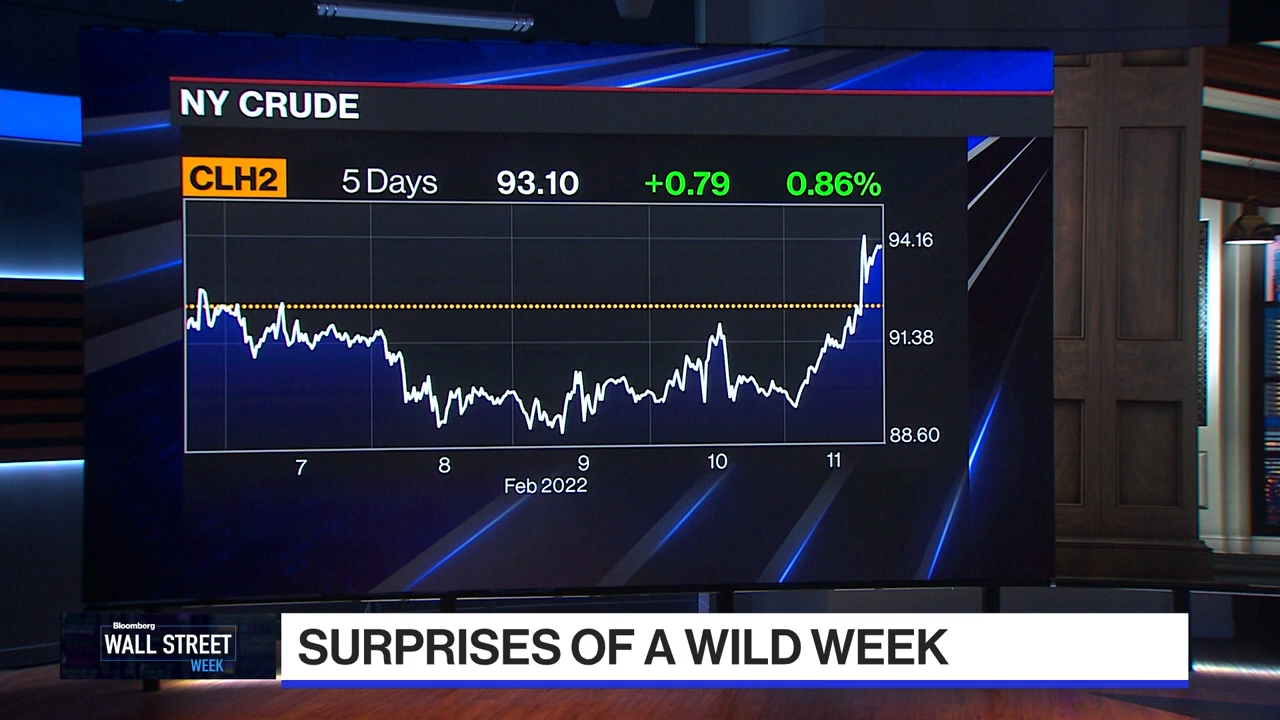 NY CRUDE
CLH2 5 Days 93.10 +0.79 0.86%
94.16
91.38
88.60
7 8 9 10 11
Feb 2022
Bloomberg
WALL STREET
WEEK
SURPRISES OF A WILD WEEK